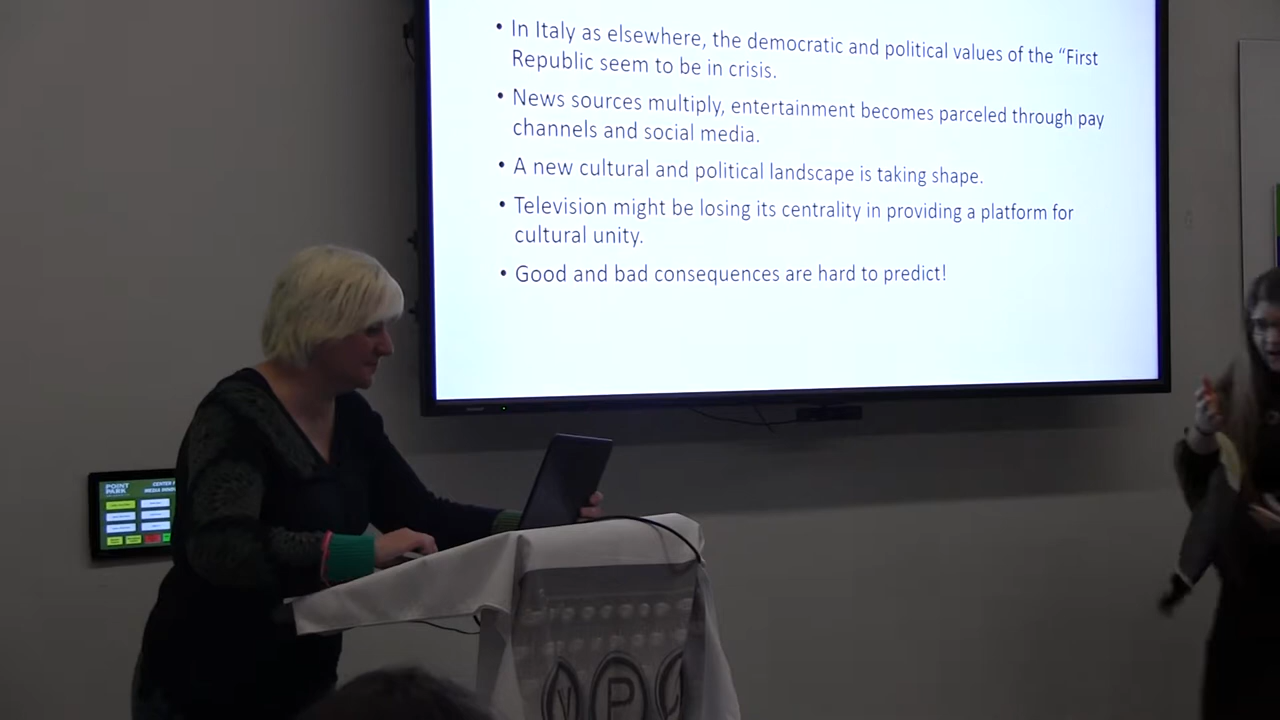 • In Italy as elsewhere, the democratic and political values of the “First
Republic seem to be in crisis.
• News sources multiply, entertainment becomes parceled through pay
channels and social media.
• A new cultural and political landscape is taking shape.
• Television might be losing its centrality in providing a platform for
cultural unity.
• Good and bad consequences are hard to predict!
POINT
PARK
CENTER
MEDIA
P